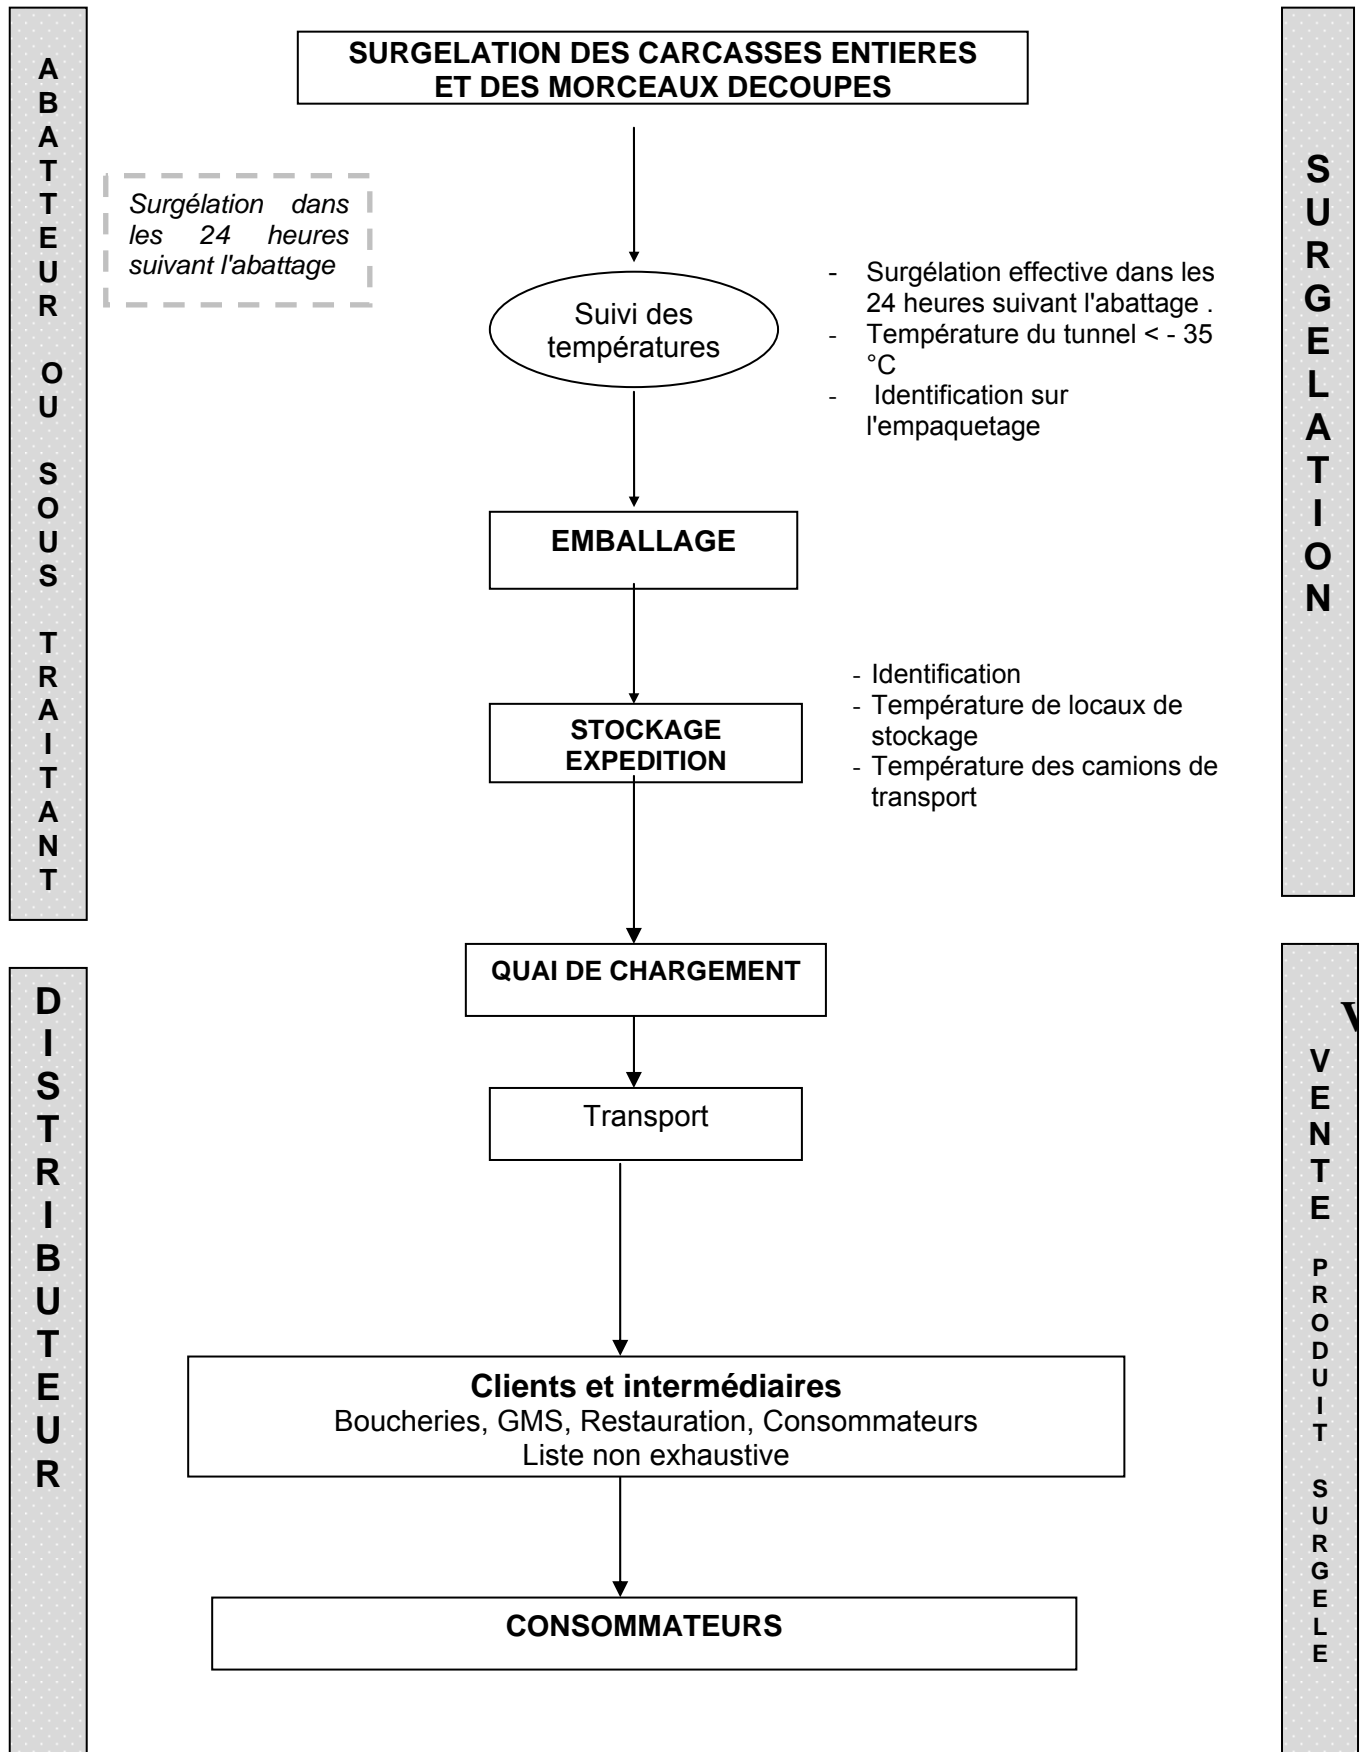 ABATTEUR OU SOUS TRAITANT
SURGELATION DES CARCASSES ENTIERES
ET DES MORCEAUX DECOUPES
Surgélation dans
les 24 heures
suivant l'abattage
Suivi des
températures
- Surgélation effective dans les
24 heures suivant l'abattage .
- Température du tunnel < - 35
°C
- Identification sur
l'empaquetage
SURGELATION
EMBALLAGE
STOCKAGE
EXPEDITION
- Identification
- Température de locaux de
stockage
- Température des camions de
transport
DISTRIBUTEUR
QUAI DE CHARGEMENT
Transport
Clients et intermédiaires
Boucheries, GMS, Restauration, Consommateurs
Liste non exhaustive
CONSOMMATEURS
V
VENTE PRODUIT SURGELE